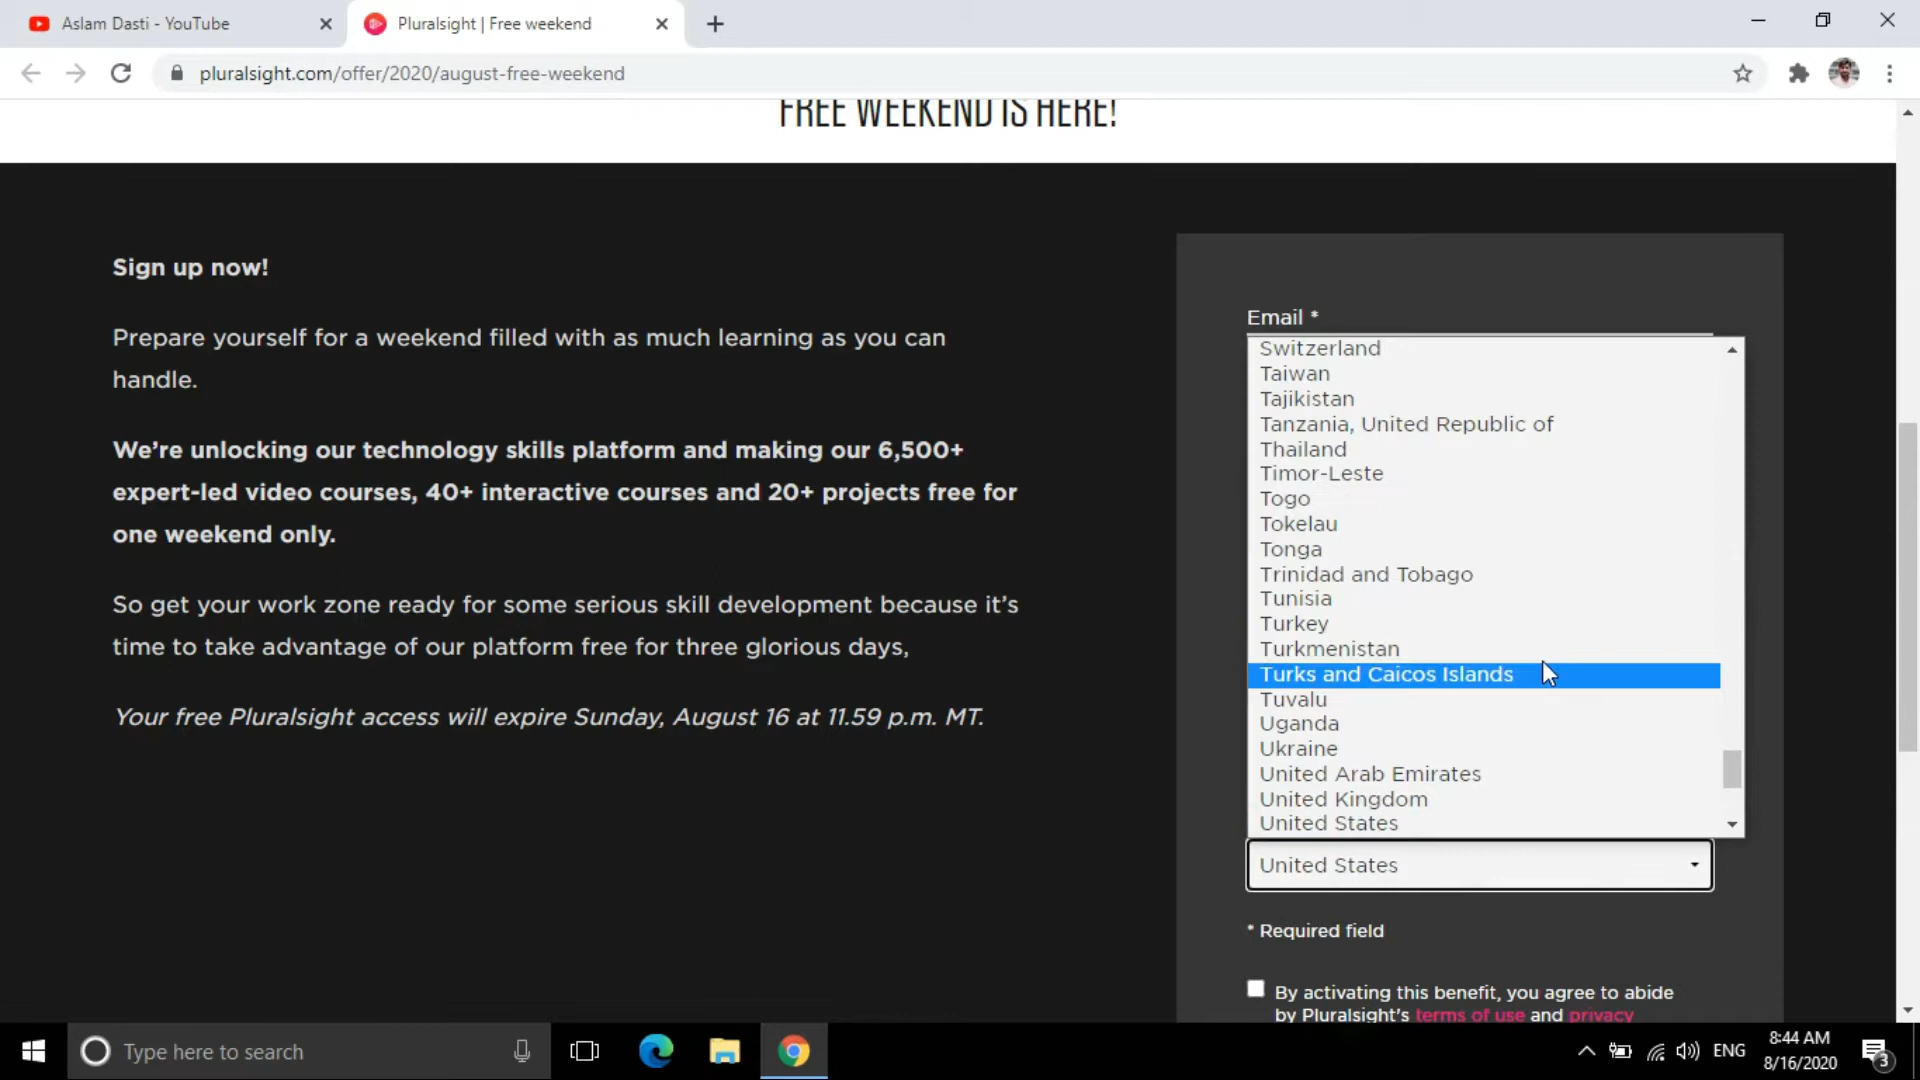 Aslam Dasti - YouTube
Pluralsight | Free weekend
pluralsight.com/offer/2020/august-free-weekend
FREE WEEKEND IS HERE!
Sign up now!
Prepare yourself for a weekend filled with as much learning as you can
handle.
We’re unlocking our technology skills platform and making our 6,500+
expert-led video courses, 40+ interactive courses and 20+ projects free for
one weekend only.
So get your work zone ready for some serious skill development because it’s
time to take advantage of our platform free for three glorious days,
Your free Pluralsight access will expire Sunday, August 16 at 11.59 p.m. MT.
Email *
Switzerland
Taiwan
Tajikistan
Tanzania, United Republic of
Thailand
Timor-Leste
Togo
Tokelau
Tonga
Trinidad and Tobago
Tunisia
Turkey
Turkmenistan
Turks and Caicos Islands
Tuvalu
Uganda
Ukraine
United Arab Emirates
United Kingdom
United States
United States
* Required field
By activating this benefit, you agree to abide
by Pluralsight's terms of use and privacy
Type here to search
ENG
8:44 AM
8/16/2020
3